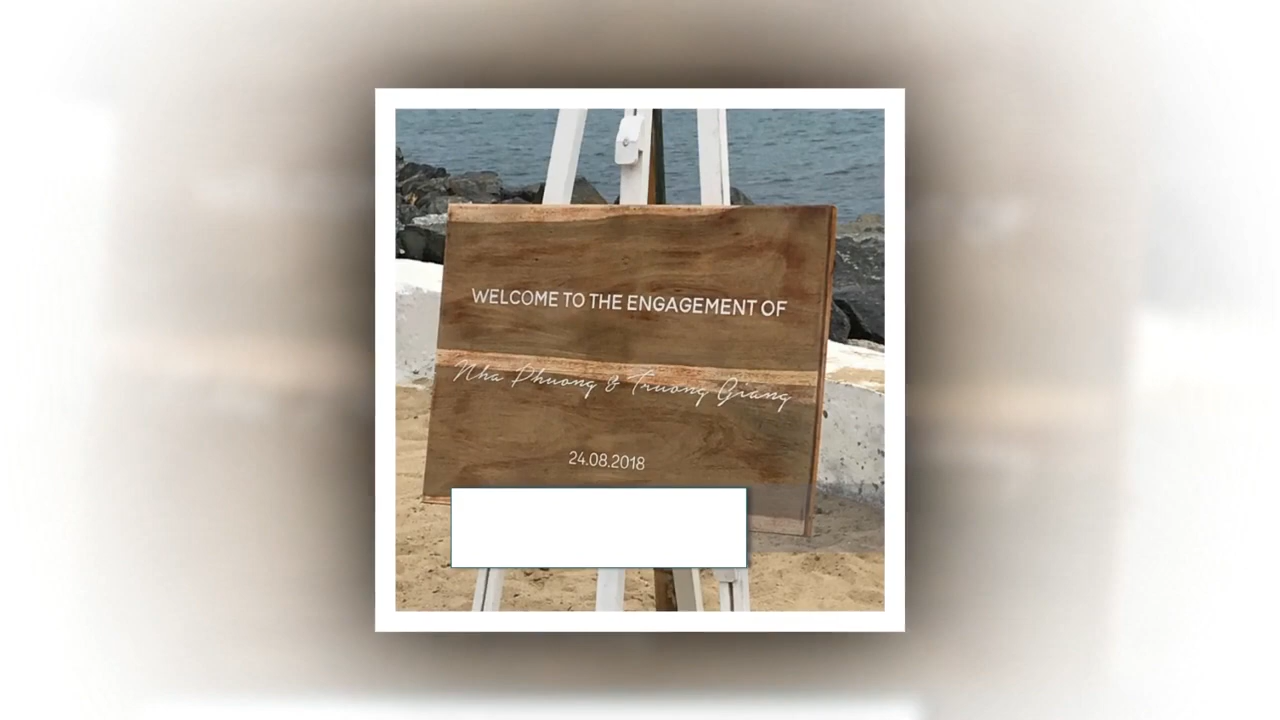 WELCOME TO THE ENGAGEMENT OF
Nha Phuong & Truong Giang
24.08.2018